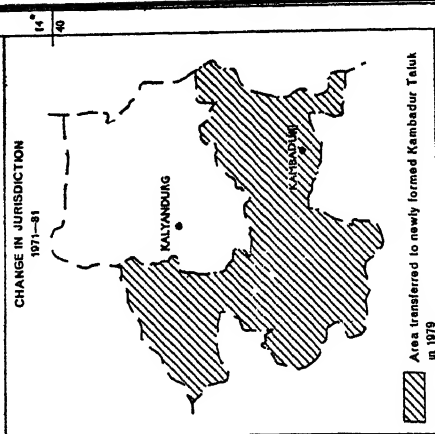 CHANGE IN JURISDICTION
1971—81
14°
40
KALYANDURG
KAMBADUR
Area transferred to newly formed Kambadur Taluk
in 1979